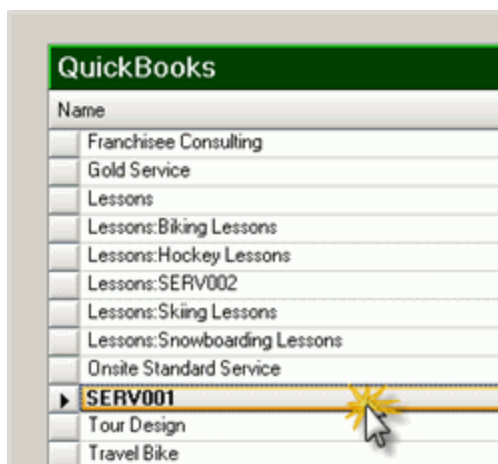 QuickBooks
Name
Franchisee Consulting
Gold Service
Lessons
Lessons:Biking Lessons
Lessons:Hockey Lessons
Lessons:SERV002
Lessons:Skiing Lessons
Lessons:Snowboarding Lessons
Onsite Standard Service
SERV001
Tour Design
Travel Bike